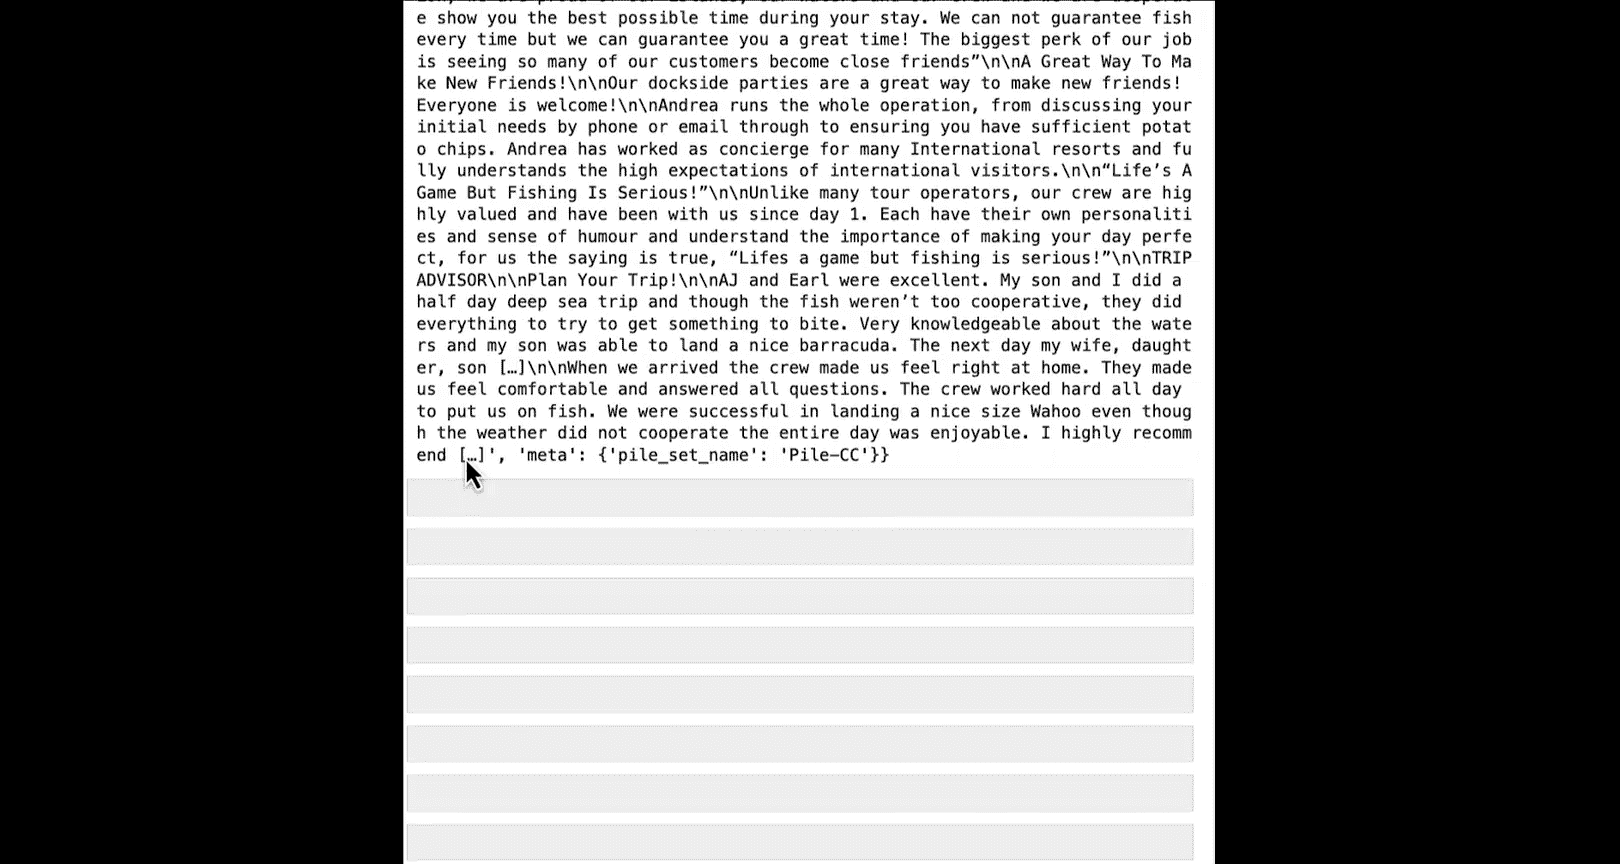 e show you the best possible time during your stay. We can not guarantee fish
every time but we can guarantee you a great time! The biggest perk of our job
is seeing so many of our customers become close friends”\n\nA Great Way To Ma
ke New Friends!\n\nOur dockside parties are a great way to make new friends!
Everyone is welcome!\n\nAndrea runs the whole operation, from discussing your
initial needs by phone or email through to ensuring you have sufficient potat
o chips. Andrea has worked as concierge for many International resorts and fu
lly understands the high expectations of international visitors.\n\n“Life’s A
Game But Fishing Is Serious!”\n\nUnlike many tour operators, our crew are hig
hly valued and have been with us since day 1. Each have their own personaliti
es and sense of humour and understand the importance of making your day perfe
ct, for us the saying is true, “Lifes a game but fishing is serious!”\n\nTRIP
ADVISOR\n\nPlan Your Trip!\n\nAJ and Earl were excellent. My son and I did a
half day deep sea trip and though the fish weren’t too cooperative, they did
everything to try to get something to bite. Very knowledgeable about the wate
rs and my son was able to land a nice barracuda. The next day my wife, daught
er, son […]\n\nWhen we arrived the crew made us feel right at home. They made
us feel comfortable and answered all questions. The crew worked hard all day
to put us on fish. We were successful in landing a nice size Wahoo even thoug
h the weather did not cooperate the entire day was enjoyable. I highly recomm
end […]', 'meta': {'pile_set_name': 'Pile-CC'}}